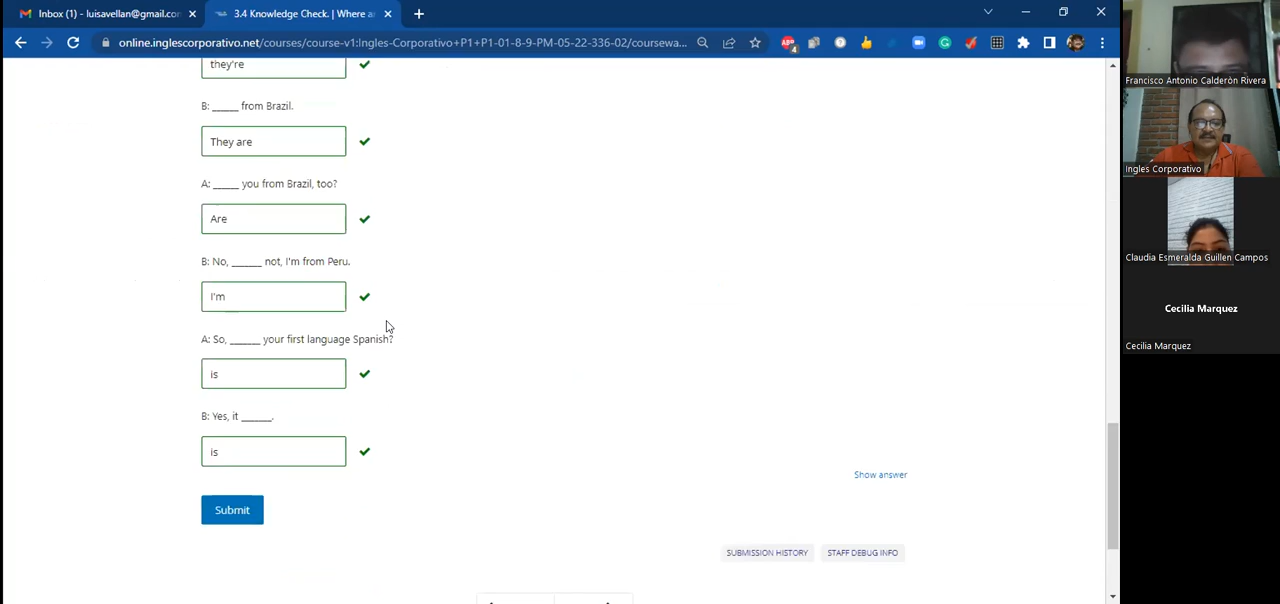 Inbox (1) - luisavellan@gmail.co
3.4 Knowledge Check. | Where a
online.inglescorporativo.net/courses/course-v1:Ingles-Corporativo+P1+P1-01-8-9-PM-05-22-336-02/coursewa...
they're
B: _____ from Brazil.
They are
A: _____ you from Brazil, too?
Are
B: No, ______ not, I'm from Peru.
I'm
A: So, ______ your first language Spanish?
is
B: Yes, it ______.
is
Show answer
Submit
SUBMISSION HISTORY
STAFF DEBUG INFO
Francisco Antonio Calderòn Rivera
Ingles Corporativo
Claudia Esmeralda Guillen Campos
Cecilia Marquez
Cecilia Marquez